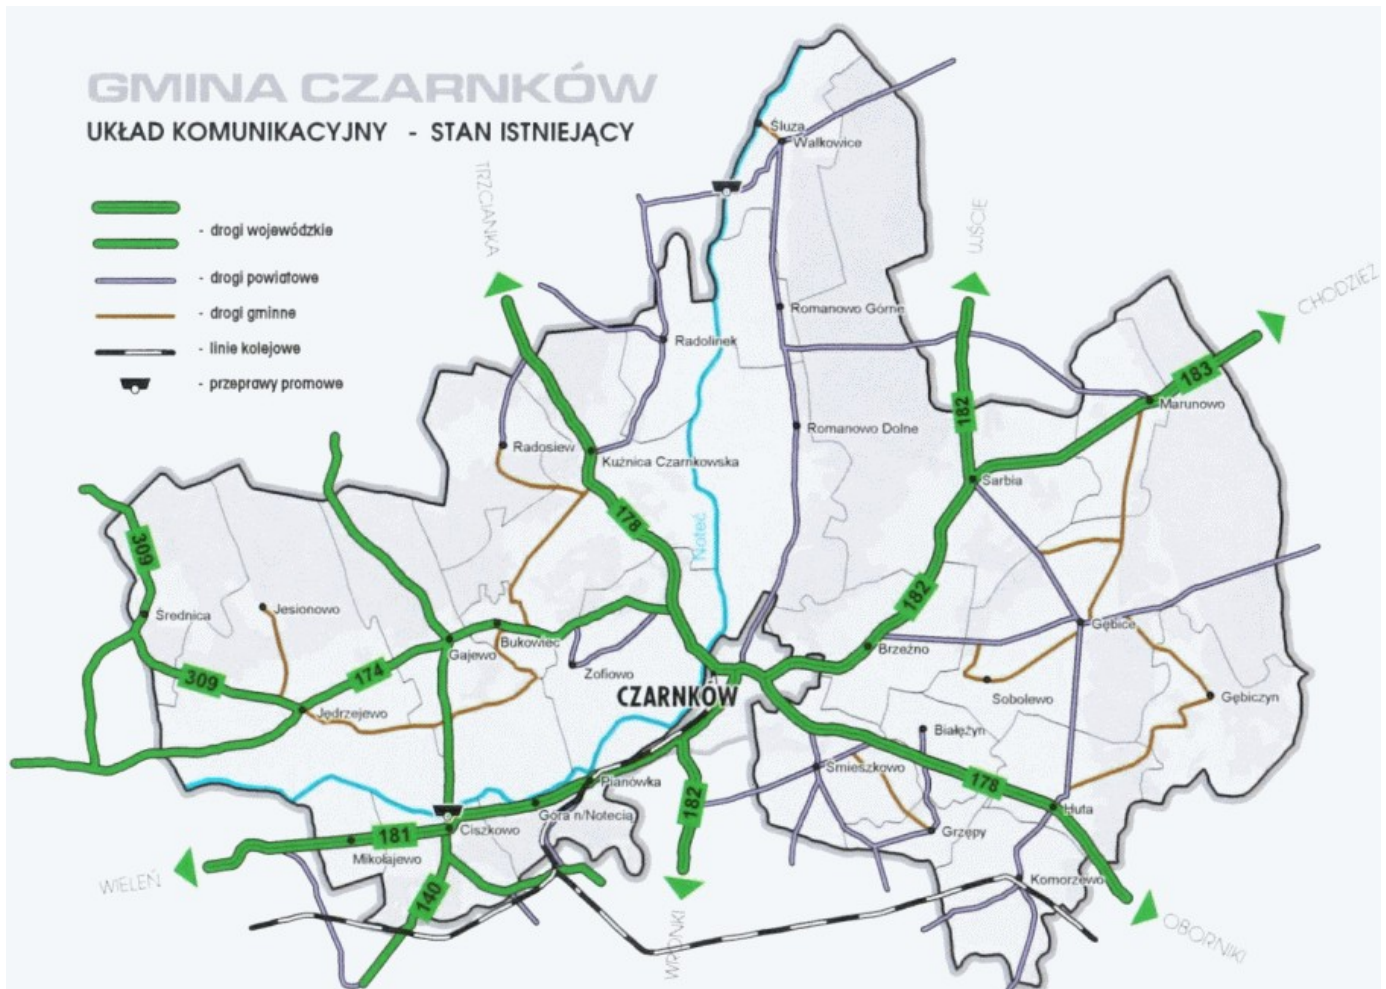 GMINA CZARNKÓW
UKŁAD KOMUNIKACYJNY - STAN ISTNIEJĄCY
- drogi wojewódzkie
- drogi powiatowe
- drogi gminne
- linie kolejowe
- przeprawy promowe
TRZCIANKA
UJŚCIE
CHODZIEŻ
Śluza
Walkowice
Romanowo Górne
Radolinek
183
Marunowo
182
Romanowo Dolne
Radosiew
Kuźnica Czarnkowska
Sarbia
178
Noteć
309
Średnica
Jesionowo
182
Gębice
Bukowiec
Gajewo
Brzeźno
Zofiowo
309
174
CZARNKÓW
Sobolewo
Gębiczyn
Jędrzejewo
Białężyn
Śmieszkowo
Pianówka
178
182
Huta
Góra n/Notecią
181
Ciszkowo
Grzępy
Mikołajewo
WIELEŃ
140
Komorzewo
WRONKI
OBORNIKI